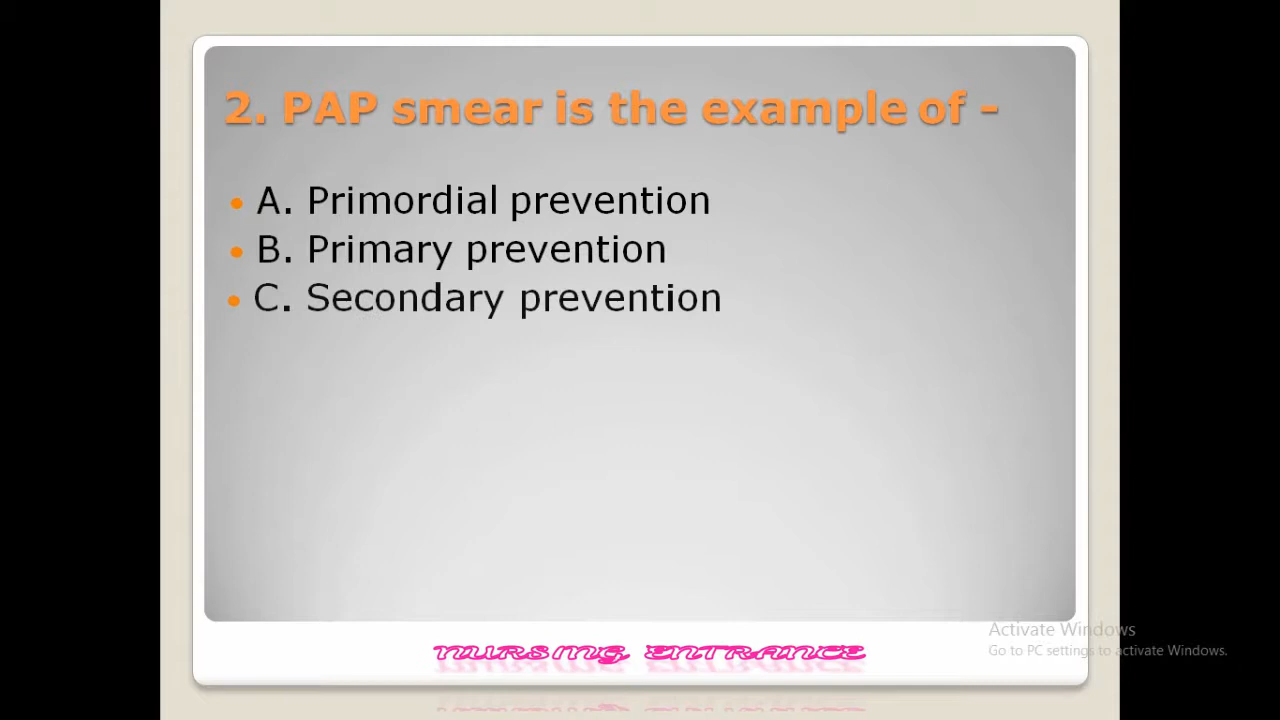 2. PAP smear is the example of -
A. Primordial prevention
B. Primary prevention
C. Secondary prevention
Activate Windows
Go to PC settings to activate Windows.
NURSING ENTRANCE